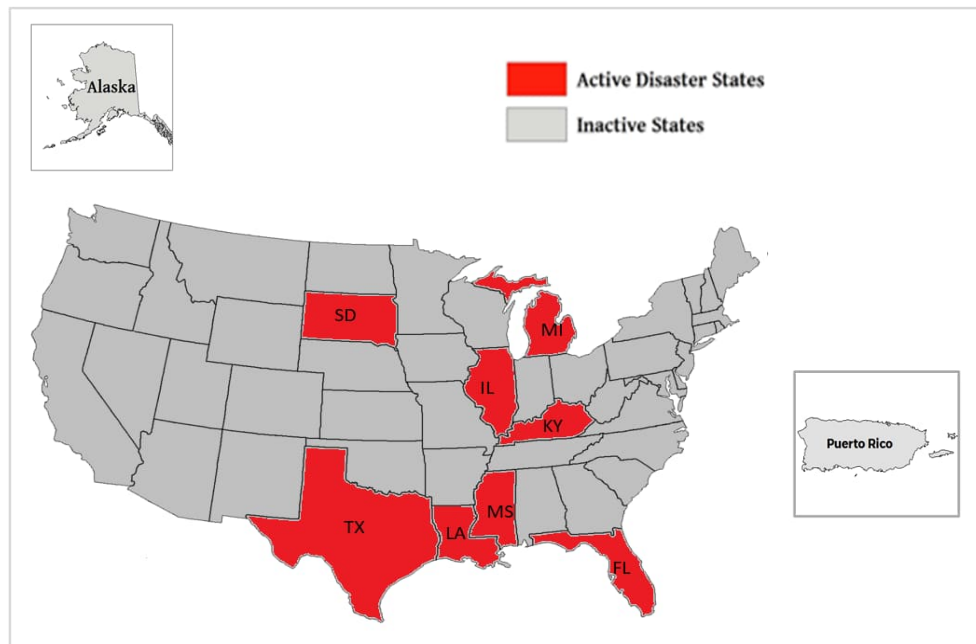 Alaska
Active Disaster States
Inactive States
SD
MI
IL
KY
Puerto Rico
TX
LA
MS
FL